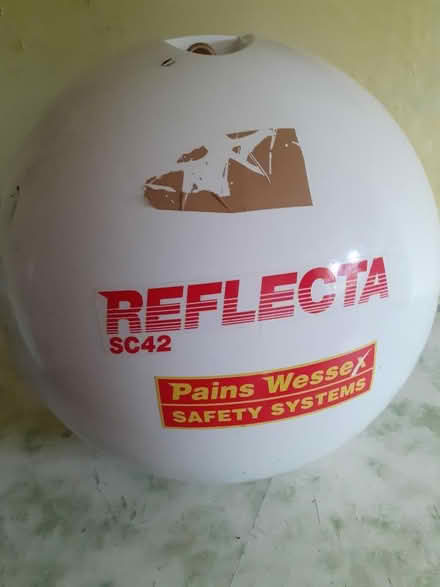 REFLECTA
SC42
Pains Wessex
SAFETY SYSTEMS